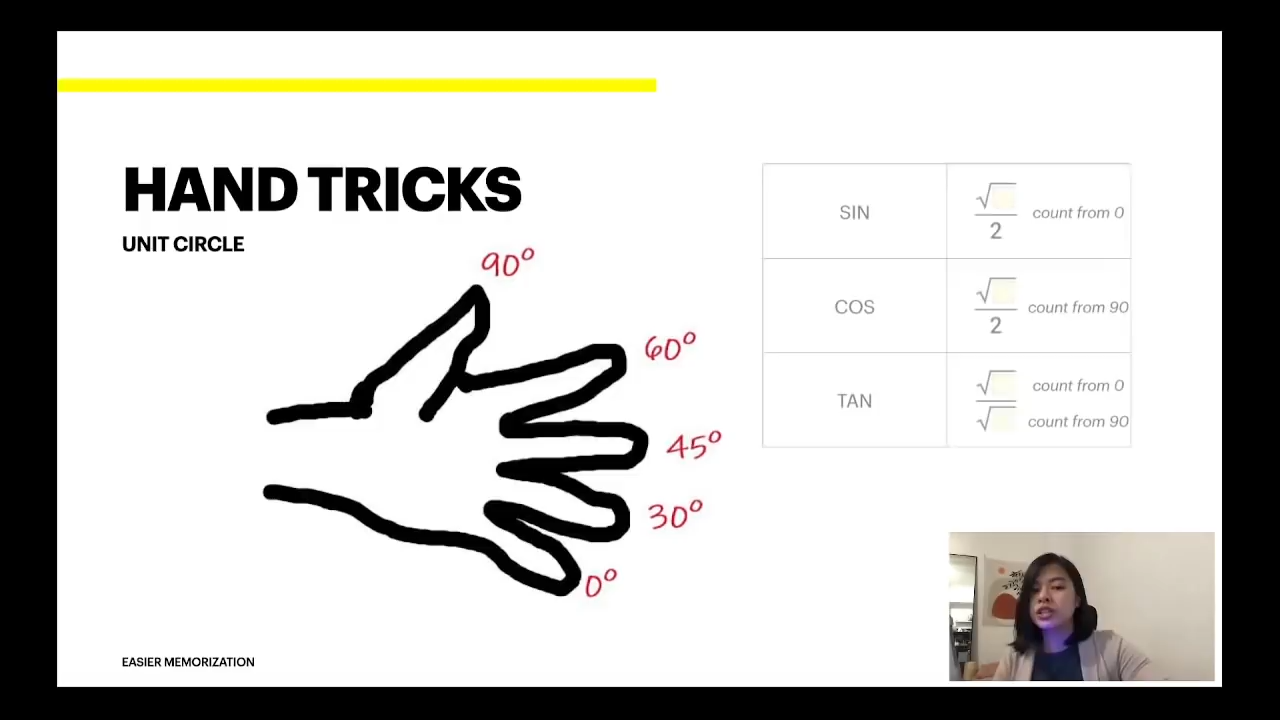 HAND TRICKS
UNIT CIRCLE
90°
60°
45°
30°
0°
SIN
√
2
count from 0
COS
√
2
count from 90
TAN
√
count from 0
√
count from 90
EASIER MEMORIZATION